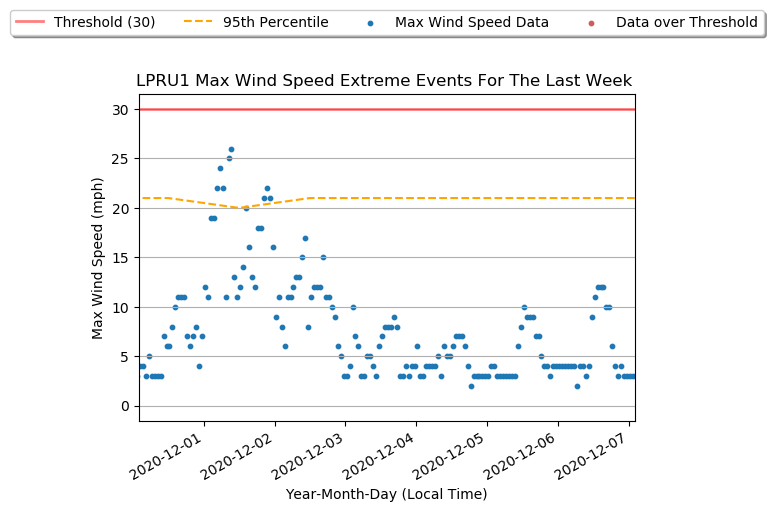 Threshold (30) 95th Percentile Max Wind Speed Data Data over Threshold
LPRU1 Max Wind Speed Extreme Events For The Last Week
30
25
20
15
10
5
0
Max Wind Speed (mph)
2020-12-01 2020-12-02 2020-12-03 2020-12-04 2020-12-05 2020-12-06 2020-12-07
Year-Month-Day (Local Time)